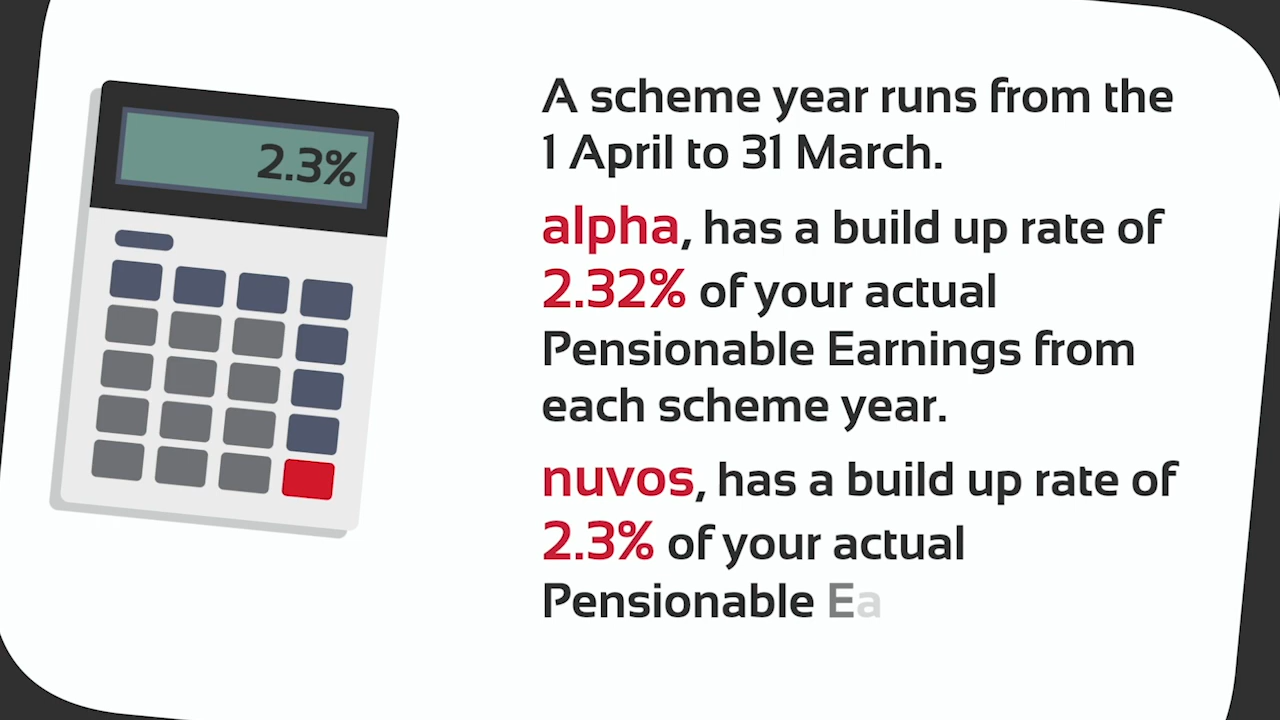 2.3%
A scheme year runs from the
1 April to 31 March.
alpha, has a build up rate of
2.32% of your actual
Pensionable Earnings from
each scheme year.
nuvos, has a build up rate of
2.3% of your actual
Pensionable Ea